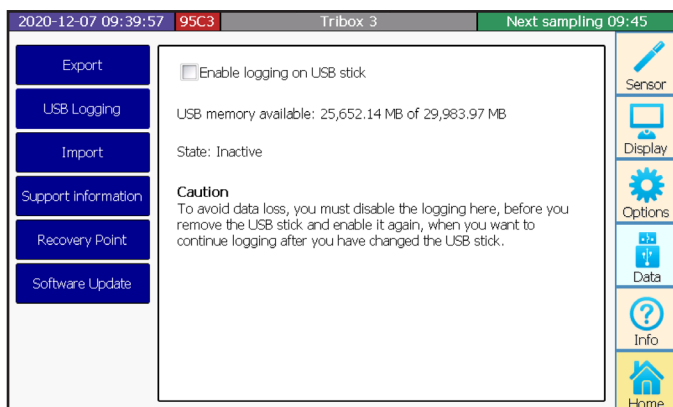 2020-12-07 09:39:57 95C3 Tribox 3 Next sampling 09:45
Export
USB Logging
Import
Support information
Recovery Point
Software Update
Enable logging on USB stick
USB memory available: 25,652.14 MB of 29,983.97 MB
State: Inactive
Caution
To avoid data loss, you must disable the logging here, before you
remove the USB stick and enable it again, when you want to
continue logging after you have changed the USB stick.
Sensor
Display
Options
Data
Info
Home